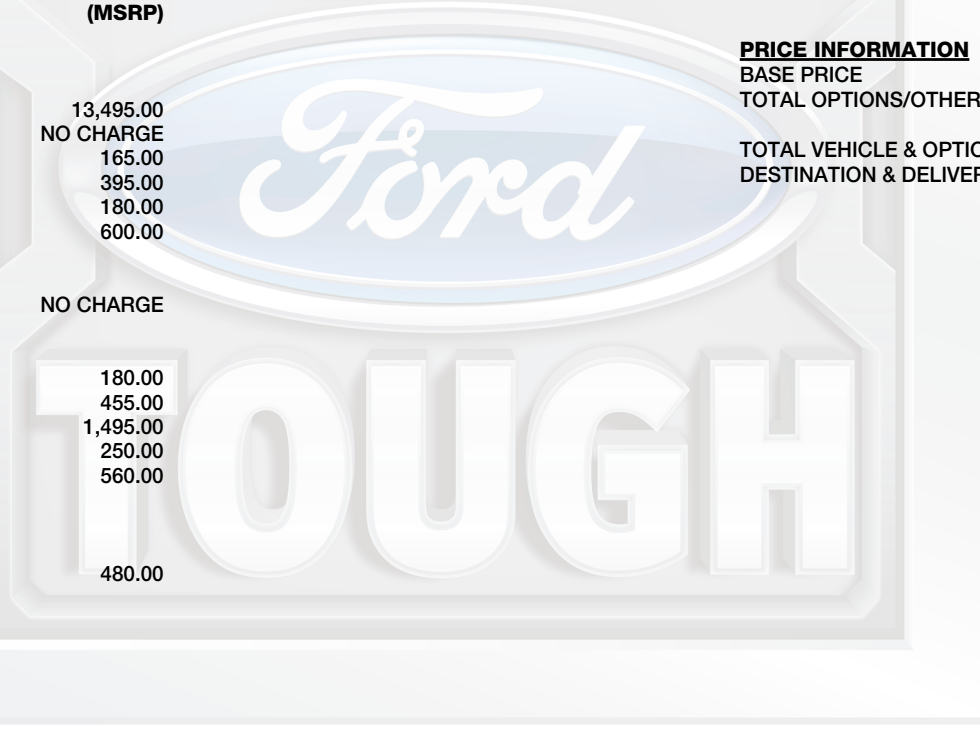 (MSRP)
13,495.00
NO CHARGE
165.00
395.00
180.00
600.00
NO CHARGE
180.00
455.00
1,495.00
250.00
560.00
480.00
PRICE INFORMATION
BASE PRICE
TOTAL OPTIONS/OTHER
TOTAL VEHICLE & OPTIO
DESTINATION & DELIVER
Ford
TOUGH